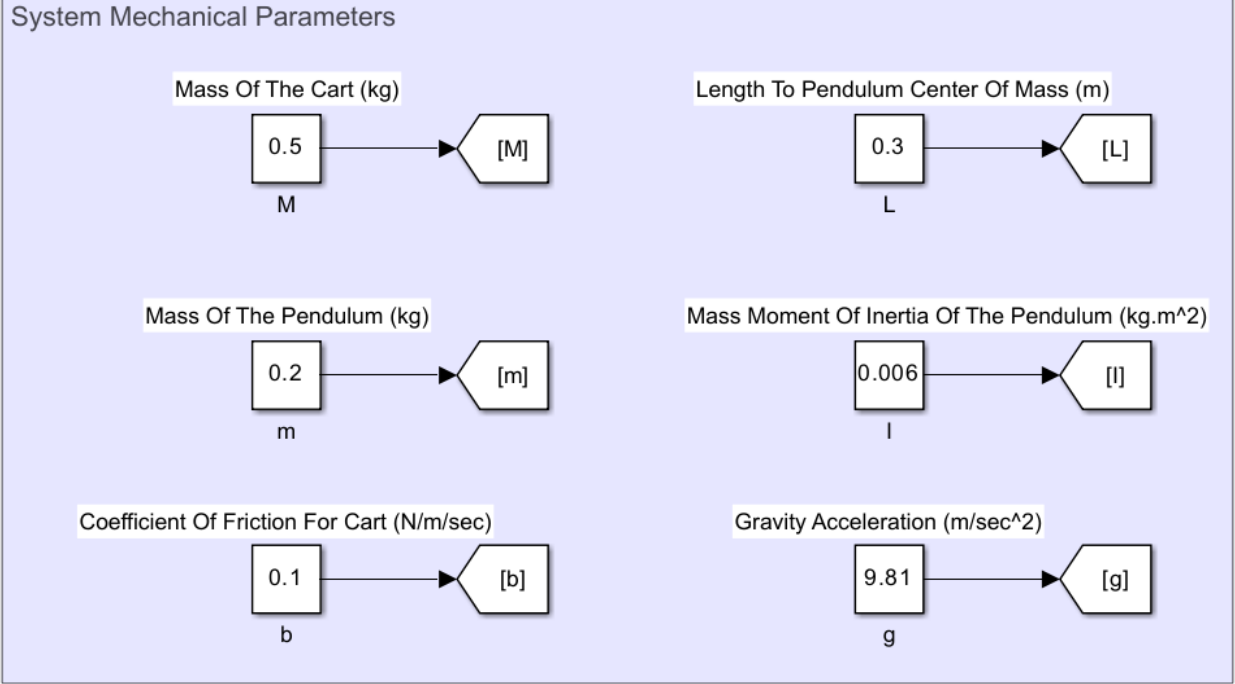 System Mechanical Parameters
Mass Of The Cart (kg)
0.5
[M]
M
Length To Pendulum Center Of Mass (m)
0.3
[L]
L
Mass Of The Pendulum (kg)
0.2
[m]
m
Mass Moment Of Inertia Of The Pendulum (kg.m^2)
0.006
[I]
I
Coefficient Of Friction For Cart (N/m/sec)
0.1
[b]
b
Gravity Acceleration (m/sec^2)
9.81
[g]
g